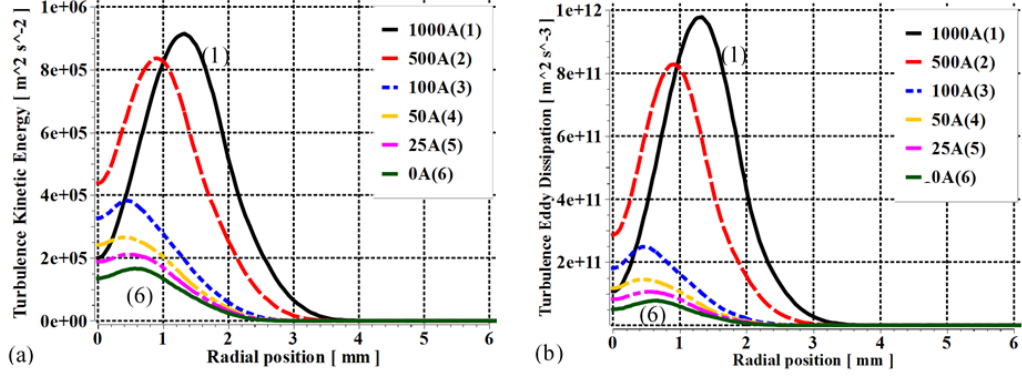 Turbulence Kinetic Energy [ m^2 s^-2 ]
1e+06
8e+05
6e+05
4e+05
2e+05
0e+00
0 1 2 3 4 5 6
Radial position [ mm ]
(a)
(1)
(6)
1000A(1)
500A(2)
100A(3)
50A(4)
25A(5)
0A(6)
Turbulence Eddy Dissipation [ m^2 s^-3 ]
1e+12
8e+11
6e+11
4e+11
2e+11
0 1 2 3 4 5 6
Radial position [ mm ]
(b)
(1)
(6)
1000A(1)
500A(2)
100A(3)
50A(4)
25A(5)
0A(6)